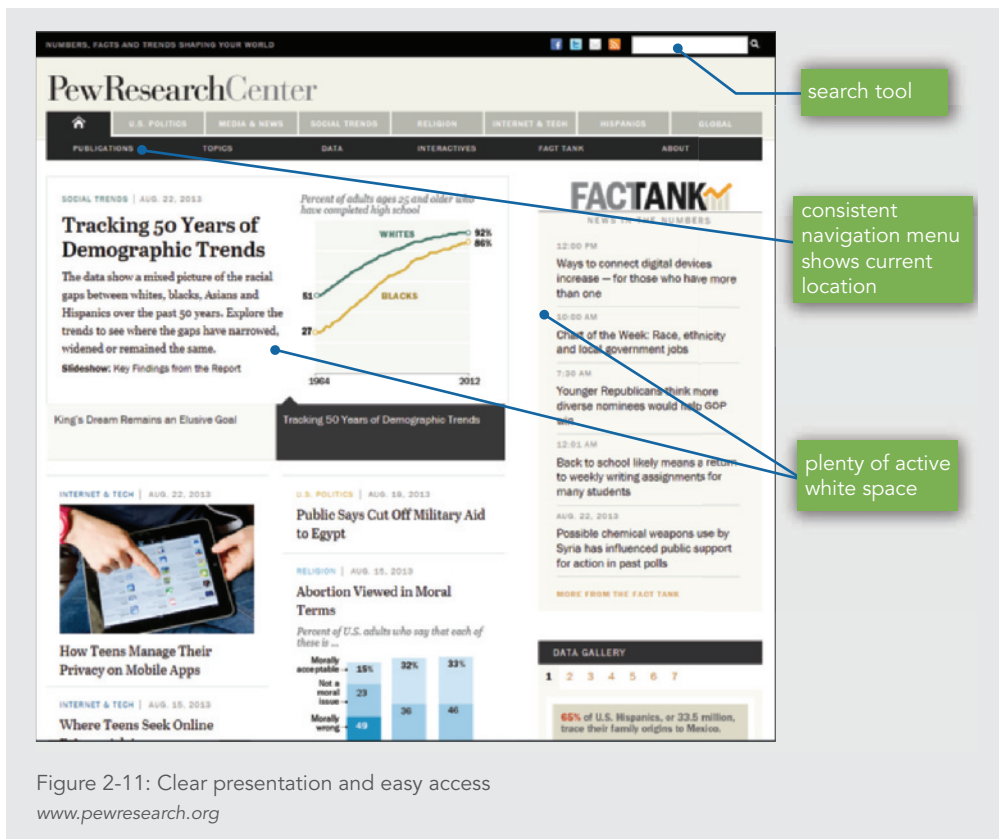 NUMBERS, FACTS AND TRENDS SHAPING YOUR WORLD
PewResearchCenter
U.S. POLITICS
MEDIA & NEWS
SOCIAL TRENDS
RELIGION
INTERNET & TECH
HISPANICS
GLOBAL
PUBLICATIONS
TOPICS
DATA
INTERACTIVES
FACT TANK
ABOUT
SOCIAL TRENDS | AUG. 22, 2013
Tracking 50 Years of
Demographic Trends
The data show a mixed picture of the racial
gaps between whites, blacks, Asians and
Hispanics over the past 50 years. Explore the
trends to see where the gaps have narrowed,
widened or remained the same.
Slideshow: Key Findings from the Report
Percent of adults ages 25 and older who
have completed high school
WHITES
92%
86%
51
BLACKS
27
1964
2012
King's Dream Remains an Elusive Goal
Tracking 50 Years of Demographic Trends
INTERNET & TECH | AUG. 22, 2013
How Teens Manage Their
Privacy on Mobile Apps
INTERNET & TECH | AUG. 15, 2013
Where Teens Seek Online
U.S. POLITICS | AUG. 19, 2013
Public Says Cut Off Military Aid
to Egypt
RELIGION | AUG. 15, 2013
Abortion Viewed in Moral
Terms
Percent of U.S. adults who say that each of
these is ...
Morally
acceptable
15%
32%
33%
Not a
moral
issue
23
36
46
Morally
wrong
49
FACTANK
NEWS IN THE NUMBERS
12:00 PM
Ways to connect digital devices
increase — for those who have more
than one
10:00 AM
Chart of the Week: Race, ethnicity
and local government jobs
7:30 AM
Younger Republicans think more
diverse nominees would help GOP
win
12:01 AM
Back to school likely means a return
to weekly writing assignments for
many students
AUG. 22, 2013
Possible chemical weapons use by
Syria has influenced public support
for action in past polls
MORE FROM THE FACT TANK
DATA GALLERY
1 2 3 4 5 6 7
65% of U.S. Hispanics, or 33.5 million,
trace their family origins to Mexico.
search tool
consistent
navigation menu
shows current
location
plenty of active
white space
Figure 2-11: Clear presentation and easy access
www.pewresearch.org